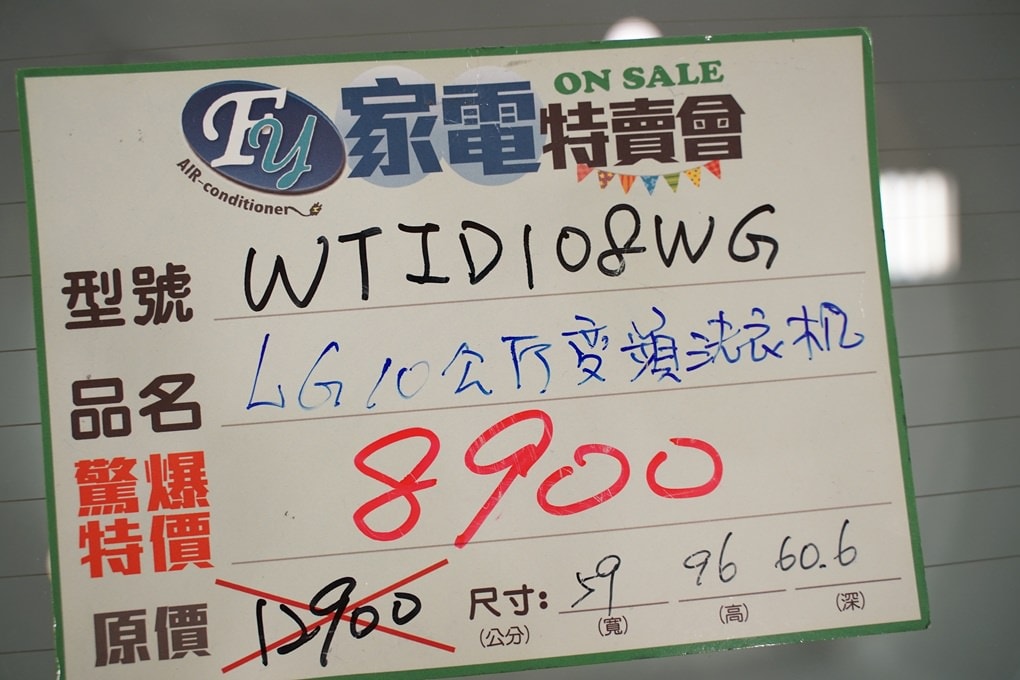 Fy 家電特賣會 ON SALE
AIR-conditioner
型號 WTID108WG
品名 LG10公斤変頻洗衣机
驚爆特價 8900
原價 12900 尺寸: 59 96 60.6
(公分) (寬) (高) (深)